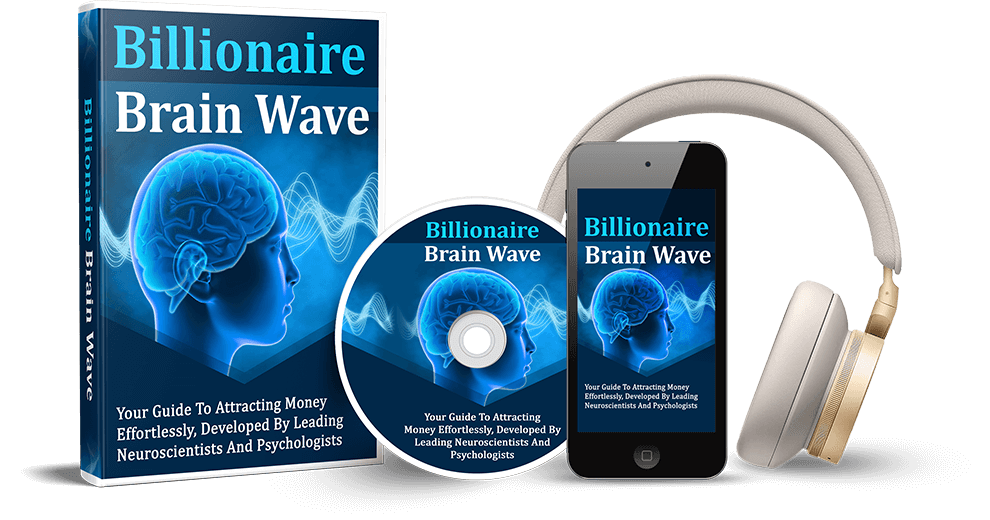 Billionaire
Brain Wave
Billionaire Brain Wave
Your Guide To Attracting Money
Effortlessly, Developed By Leading
Neuroscientists And Psychologists
Billionaire
Brain Wave
Your Guide To Attracting
Money Effortlessly, Developed By
Leading Neuroscientists And
Psychologists
Billionaire
Brain Wave
Your Guide To Attracting Money
Effortlessly, Developed By Leading
Neuroscientists And Psychologists